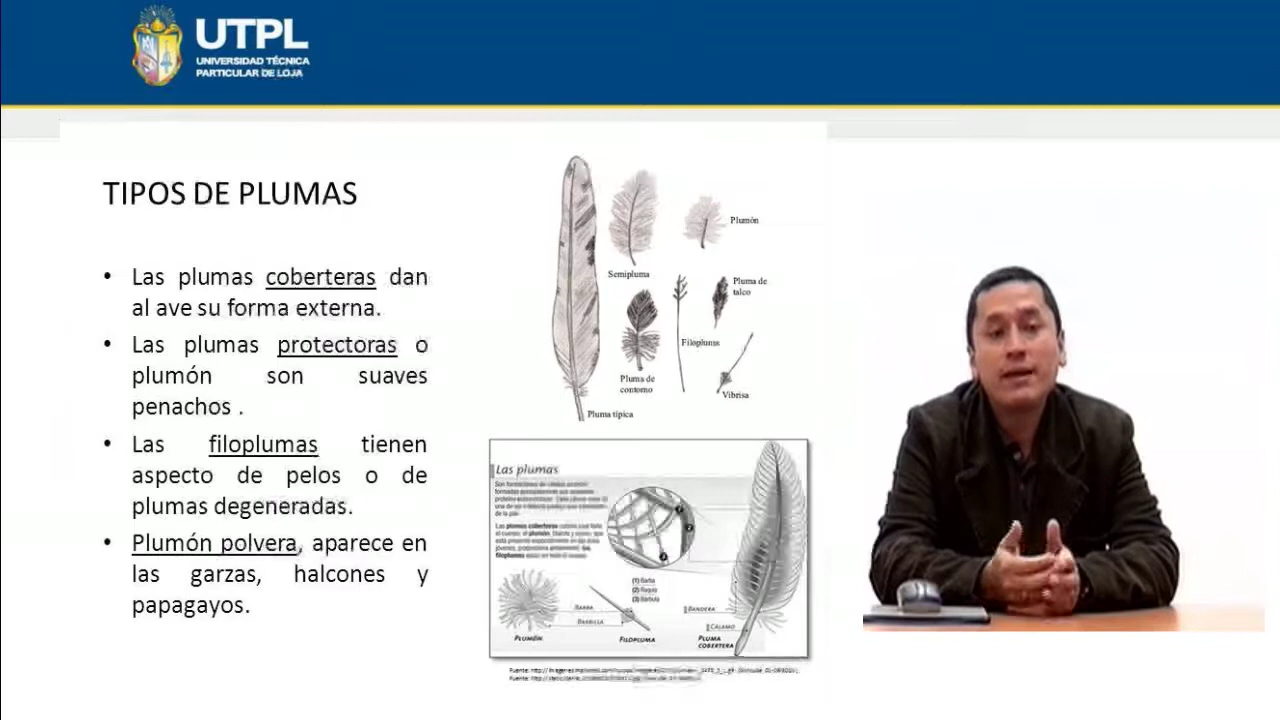 UTPL
UNIVERSIDAD TÉCNICA
PARTICULAR DE LOJA
TIPOS DE PLUMAS
• Las plumas coberteras dan
al ave su forma externa.
• Las plumas protectoras o
plumón son suaves
penachos .
• Las filoplumas tienen
aspecto de pelos o de
plumas degeneradas.
• Plumón polvera, aparece en
las garzas, halcones y
papagayos.
Plumón
Semipluma
Pluma de
talco
Filoplumas
Pluma de
contorno
Vibrisa
Pluma típica
Las plumas
(1) Barba
(2) Raquis
(3) Bárbula
BARBA
BARBILLA
BANDERA
CÁLAMO
PLUMÓN
FILOPLUMA
PLUMA
COBERTERA